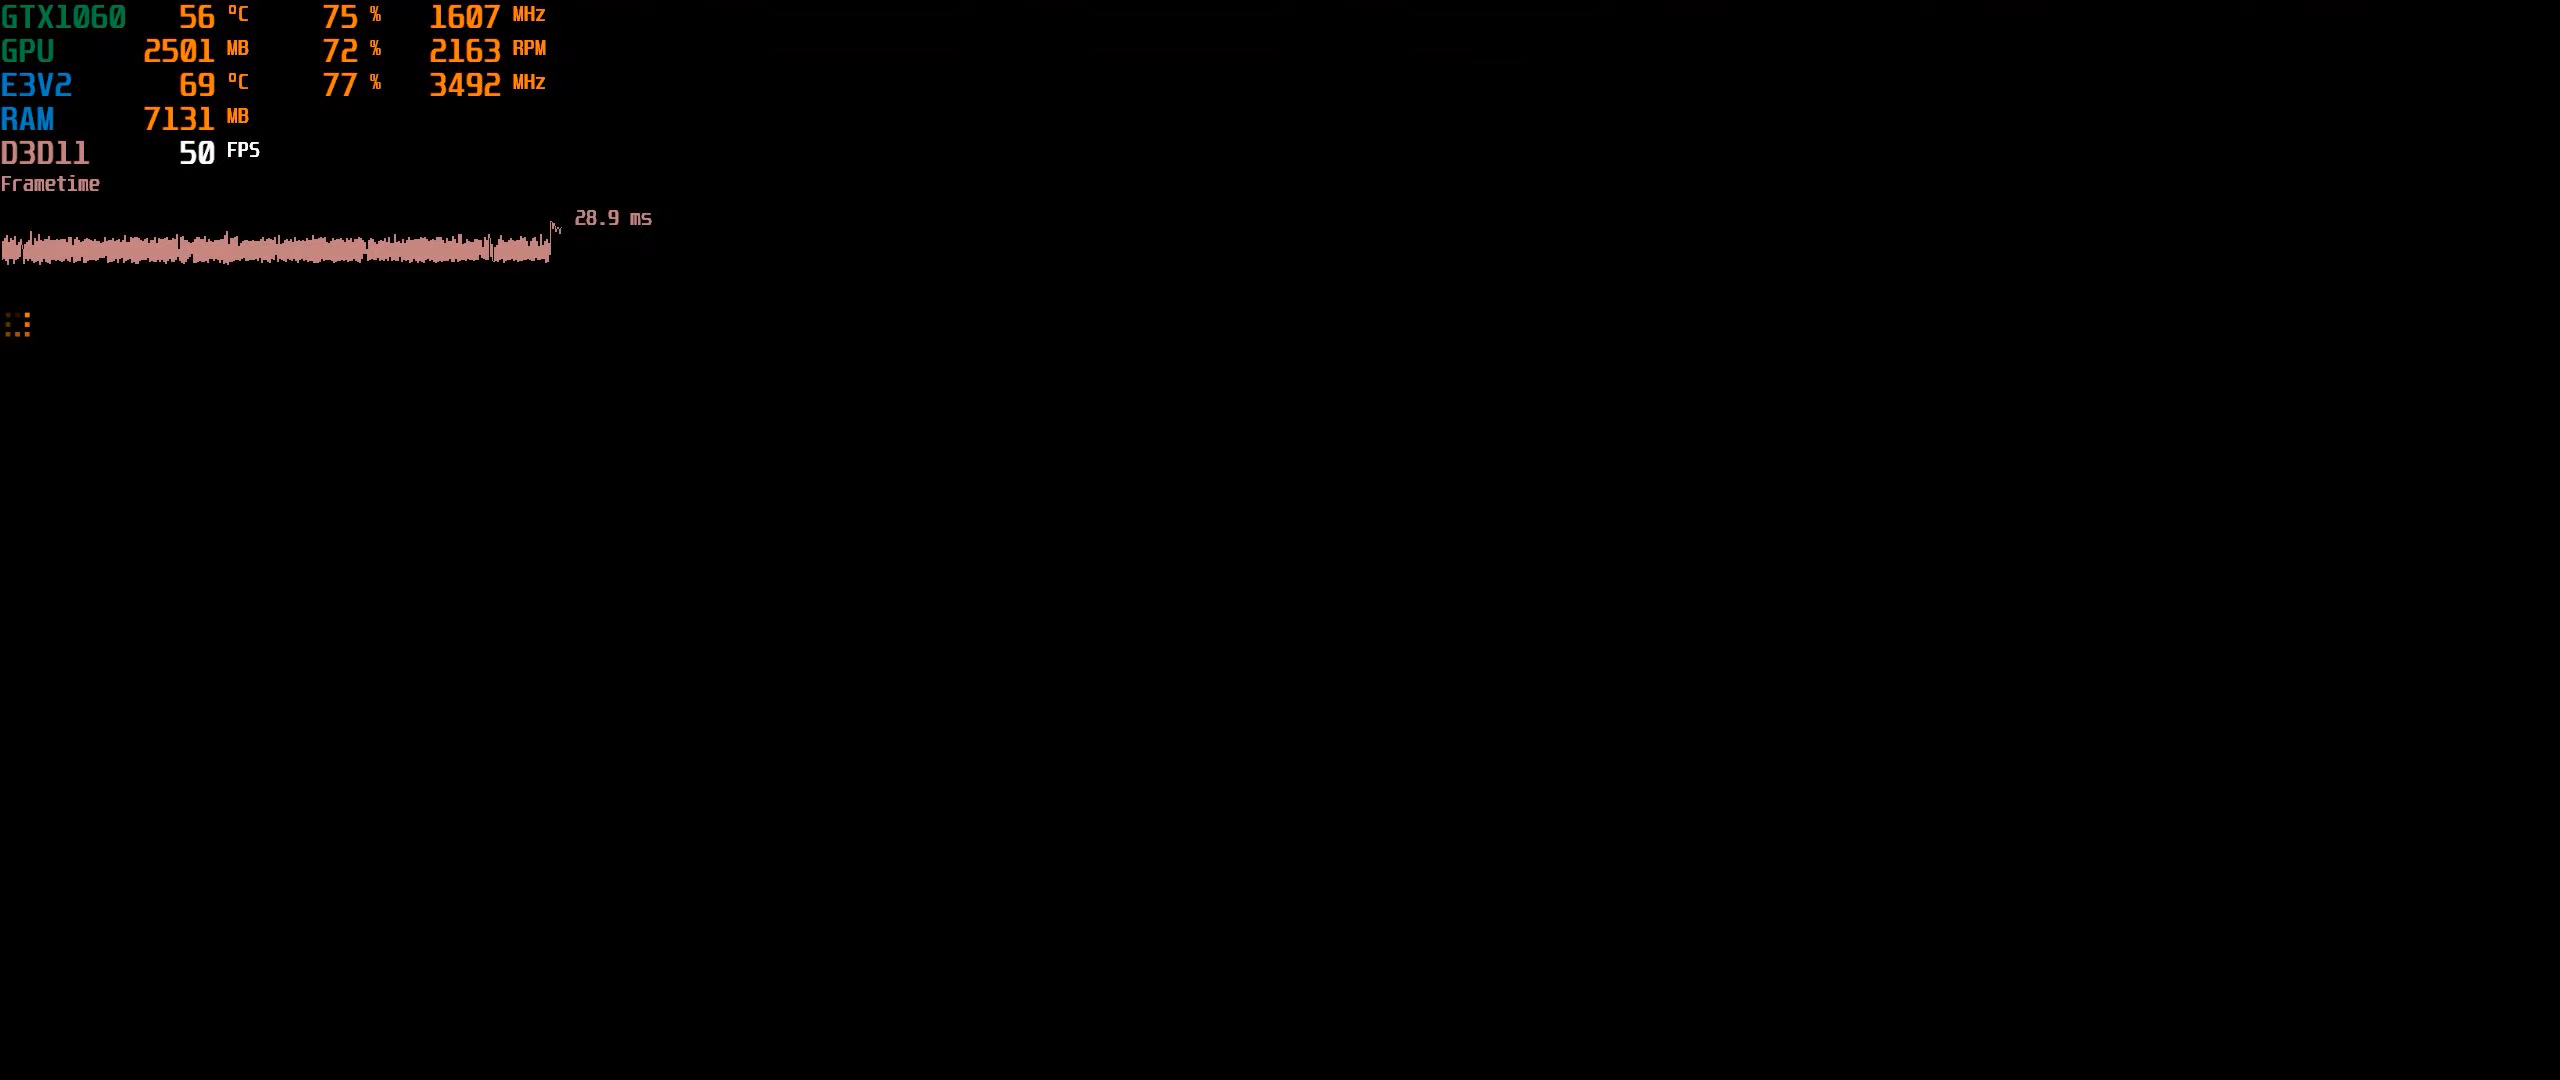 GTX1060 56 °C 75 % 1607 MHz
GPU 2501 MB 72 % 2163 RPM
E3V2 69 °C 77 % 3492 MHz
RAM 7131 MB
D3D11 50 FPS
Frametime
28.9 ms